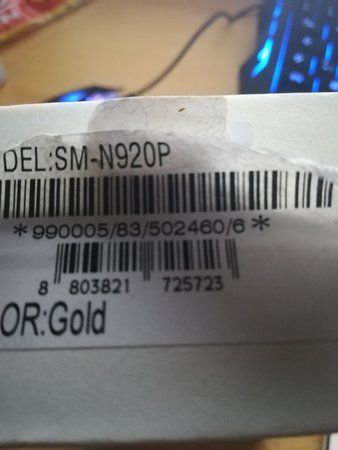 DEL:SM-N920P
*990005/83/502460/6*
8 803821 725723
OR:Gold